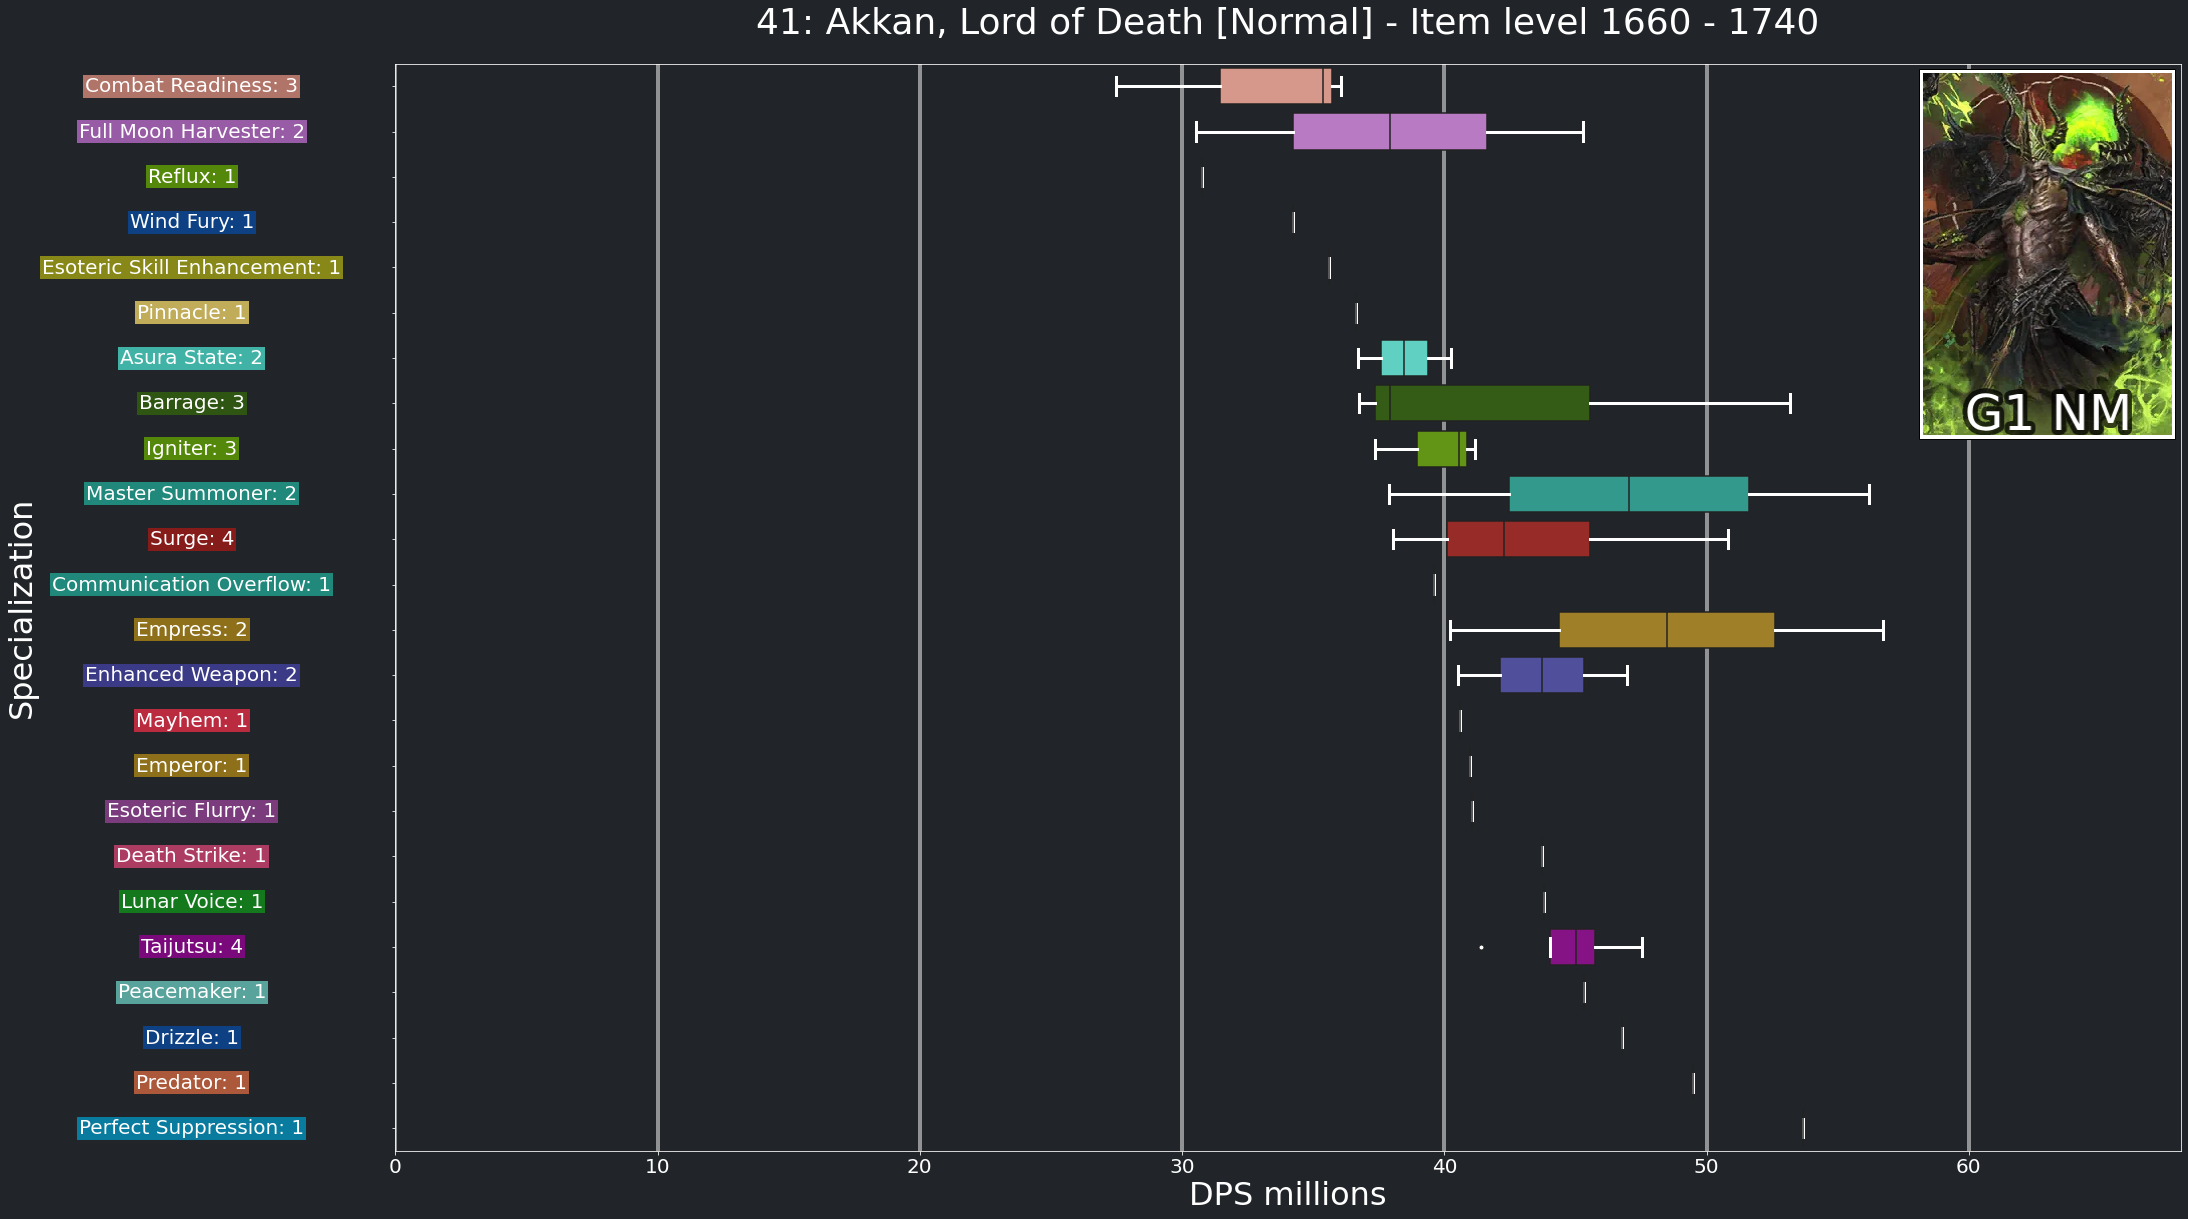 41: Akkan, Lord of Death [Normal] - Item level 1660 - 1740
Combat Readiness: 3
Full Moon Harvester: 2
Reflux: 1
Wind Fury: 1
Esoteric Skill Enhancement: 1
Pinnacle: 1
Asura State: 2
Barrage: 3
Igniter: 3
Master Summoner: 2
Surge: 4
Communication Overflow: 1
Empress: 2
Enhanced Weapon: 2
Mayhem: 1
Emperor: 1
Esoteric Flurry: 1
Death Strike: 1
Lunar Voice: 1
Taijutsu: 4
Peacemaker: 1
Drizzle: 1
Predator: 1
Perfect Suppression: 1
Specialization
G1 NM
0 10 20 30 40 50 60
DPS millions